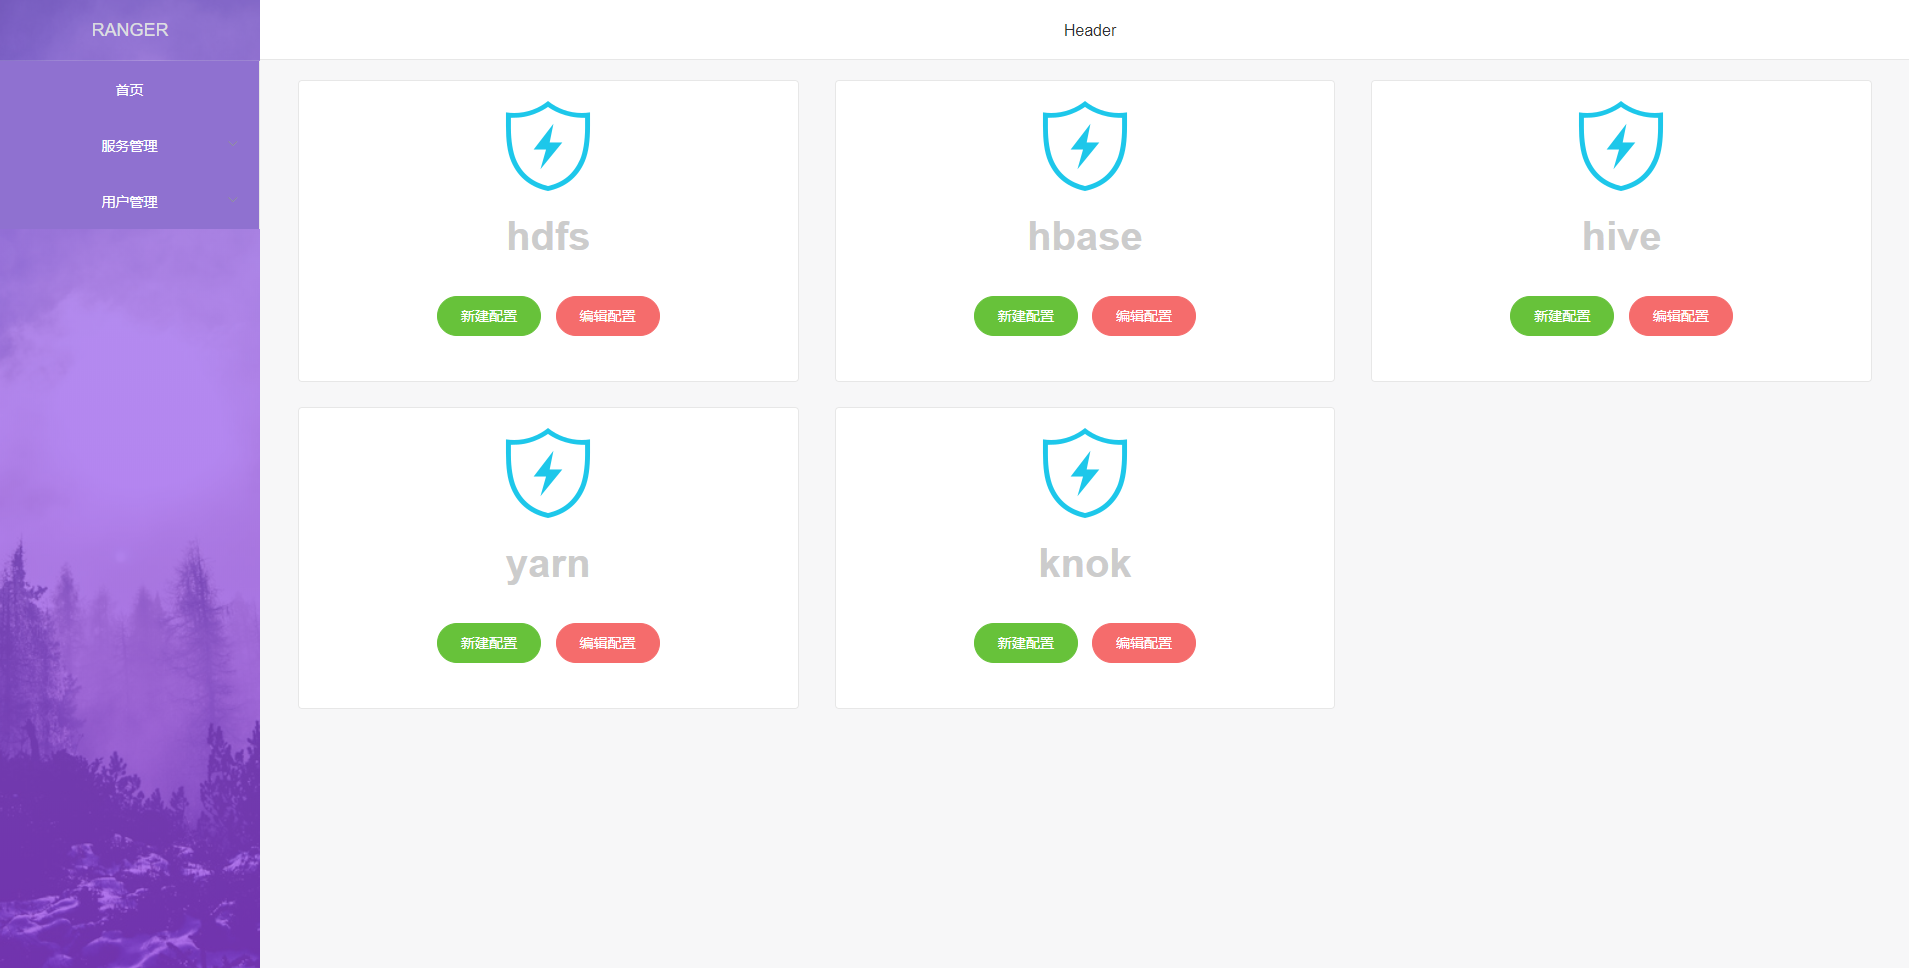 RANGER
Header
首页
服务管理
用户管理
hdfs
新建配置 编辑配置
hbase
新建配置 编辑配置
hive
新建配置 编辑配置
yarn
新建配置 编辑配置
knok
新建配置 编辑配置